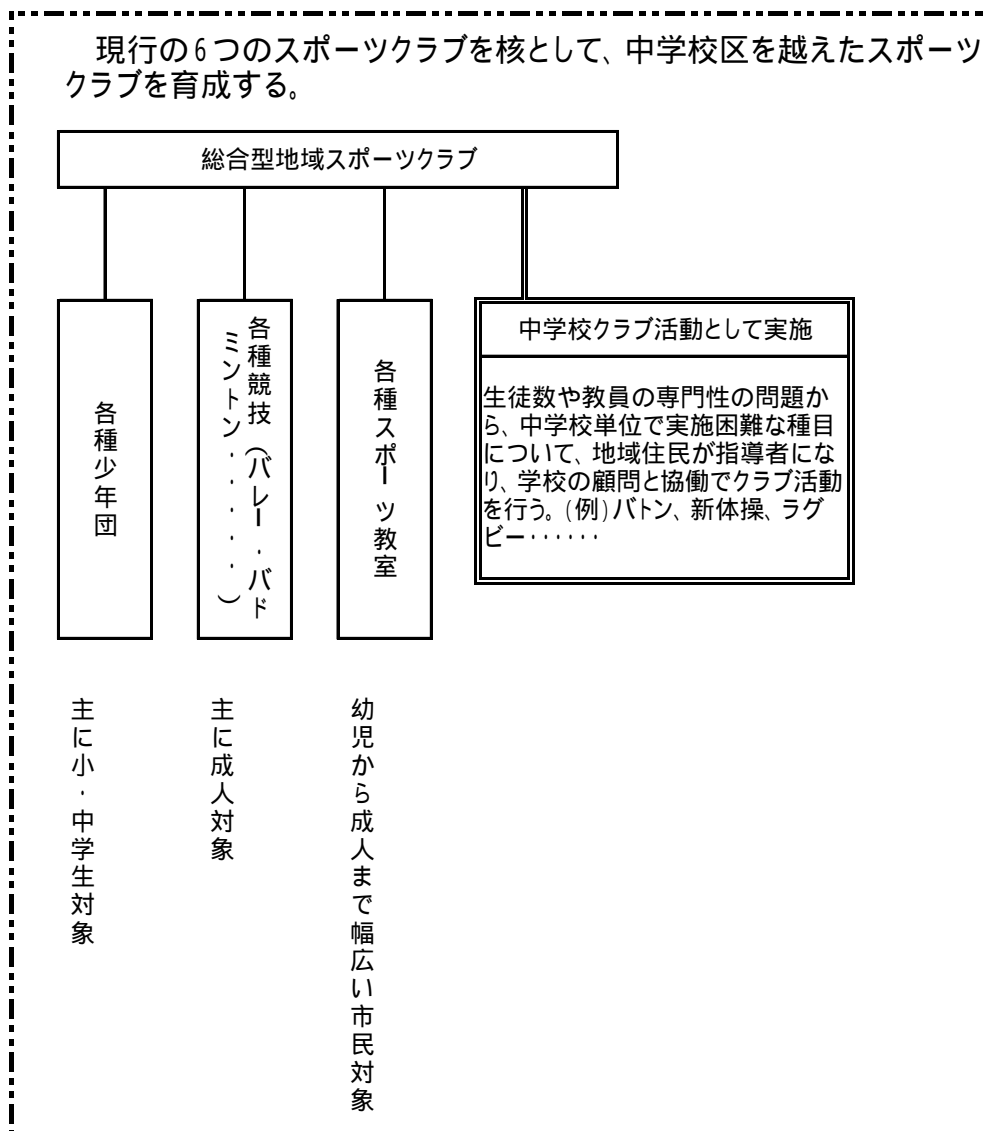 現行の6つのスポーツクラブを核として、中学校区を越えたスポーツ
クラブを育成する。
総合型地域スポーツクラブ
各種少年団
各種競技（バレー・バド
ミントン・・・・・・）
各種スポーツ教室
中学校クラブ活動として実施
生徒数や教員の専門性の問題か
ら、中学校単位で実施困難な種目
について、地域住民が指導者にな
り、学校の顧問と協働でクラブ活動
を行う。(例)バトン、新体操、ラグ
ビー・・・・・・
主に小・中学生対象
主に成人対象
幼児から成人まで幅広い市民対象